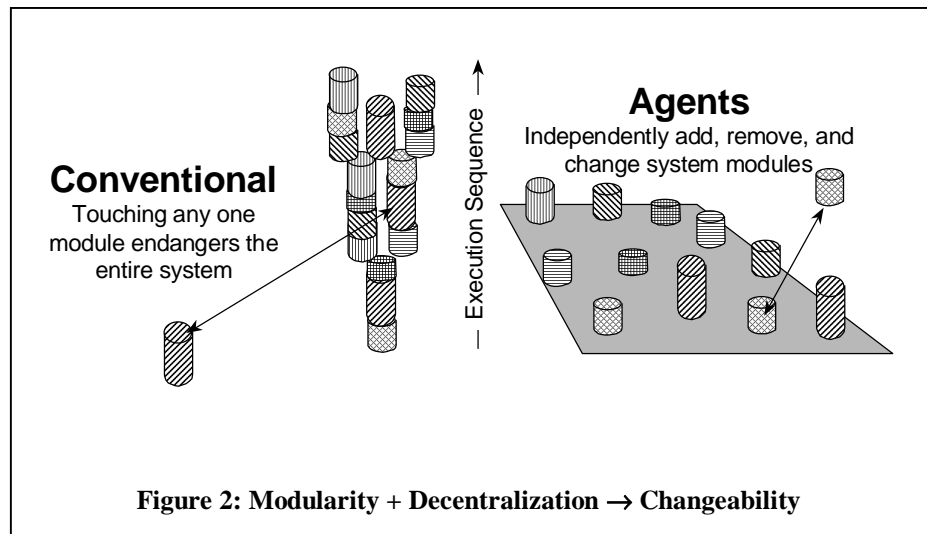 Conventional
Touching any one
module endangers the
entire system
— Execution Sequence →
Agents
Independently add, remove, and
change system modules
Figure 2: Modularity + Decentralization → Changeability